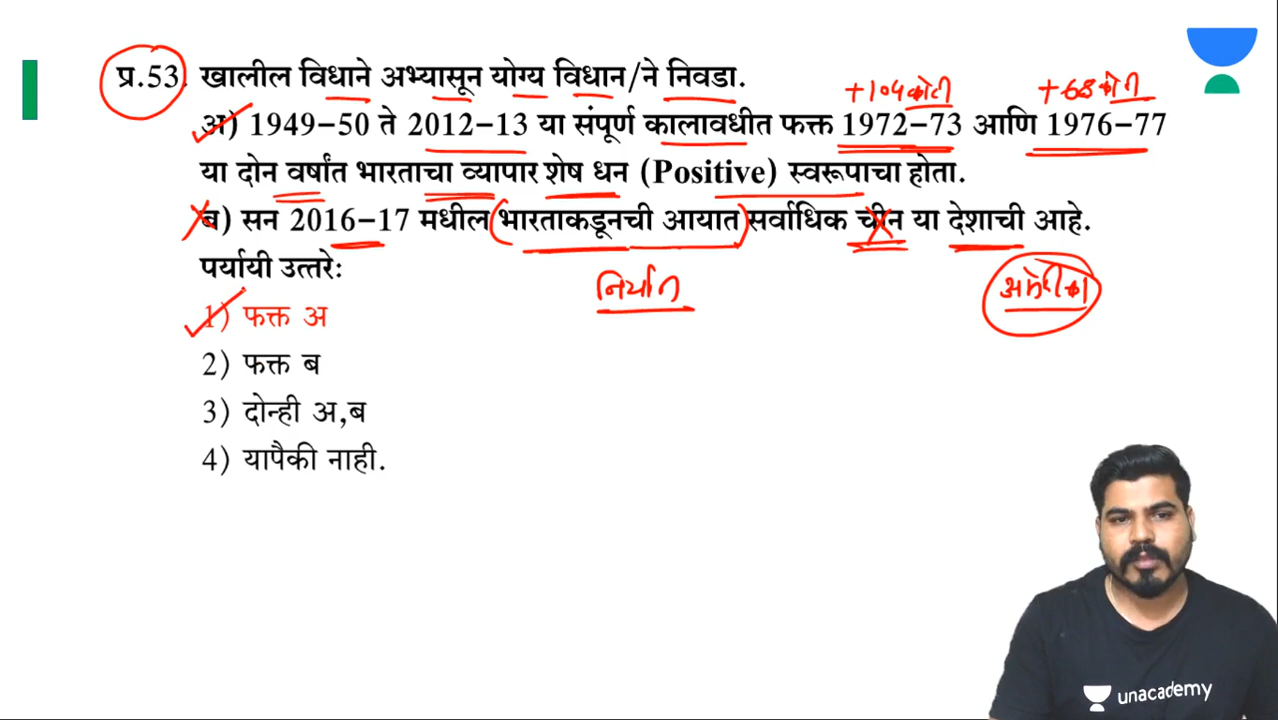 प्र.53. खालील विधाने अभ्यासून योग्य विधान/ने निवडा.
+104 कोटी +68 कोटी
अ) 1949-50 ते 2012-13 या संपूर्ण कालावधीत फक्त 1972-73 आणि 1976-77
या दोन वर्षांत भारताचा व्यापार शेष धन (Positive) स्वरूपाचा होता.
ब) सन 2016-17 मधील (भारताकडूनची आयात) सर्वाधिक चीन या देशाची आहे.
पर्यायी उत्तरे:
निर्यात अमेरीका
1) फक्त अ
2) फक्त ब
3) दोन्ही अ,ब
4) यापैकी नाही.
unacademy